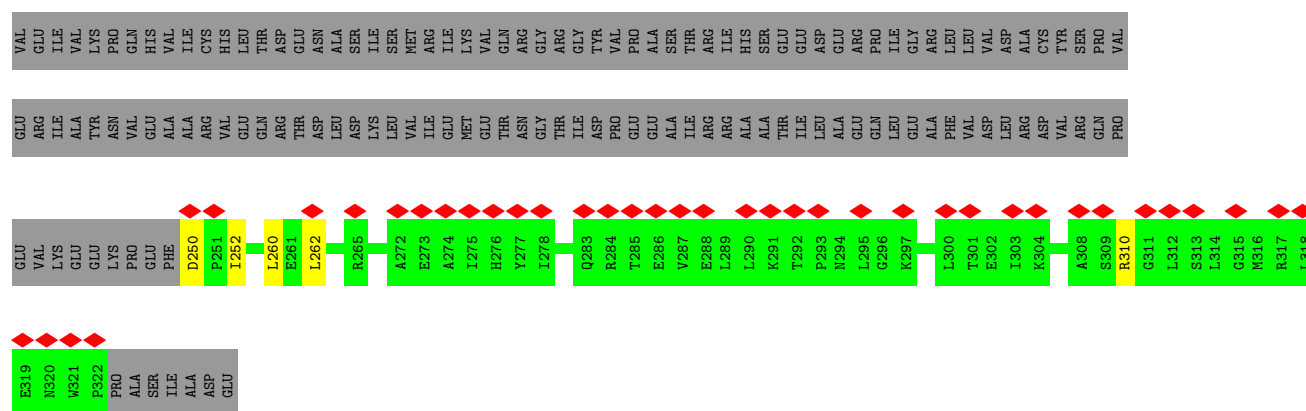 VAL GLU ILE VAL LYS PRO GLN HIS VAL ILE CYS HIS LEU THR ASP GLU ASN ALA SER ILE SER MET ARG ILE LYS VAL GLN ARG GLY ARG GLY TYR VAL PRO ALA SER THR ARG ILE HIS SER GLU GLU ASP GLU ARG PRO ILE GLY ARG LEU LEU VAL ASP ALA CYS TYR SER PRO VAL
GLU ARG ILE ALA TYR ASN VAL GLU ALA ALA ARG VAL GLU GLN ARG THR ASP LEU ASP LYS LEU VAL ILE GLU MET GLU THR ASN GLY THR ILE ASP PRO GLU GLU ALA ILE ARG ARG ALA ALA THR ILE LEU ALA GLU GLN LEU GLU ALA PHE VAL ASP LEU ARG ASP VAL ARG GLN PRO
GLU VAL LYS GLU GLU LYS PRO GLU PHE D250 P251 I252 L260 E261 L262 R265 A272 E273 A274 I275 H276 Y277 I278 Q283 R284 T285 E286 V287 E288 L289 L290 K291 T292 P293 N294 L295 G296 K297 L300 T301 E302 I303 K304 A308 S309 R310 G311 L312 S313 L314 G315 M316 R317 L318
E319 N320 W321 P322 PRO ALA SER ILE ALA ASP GLU